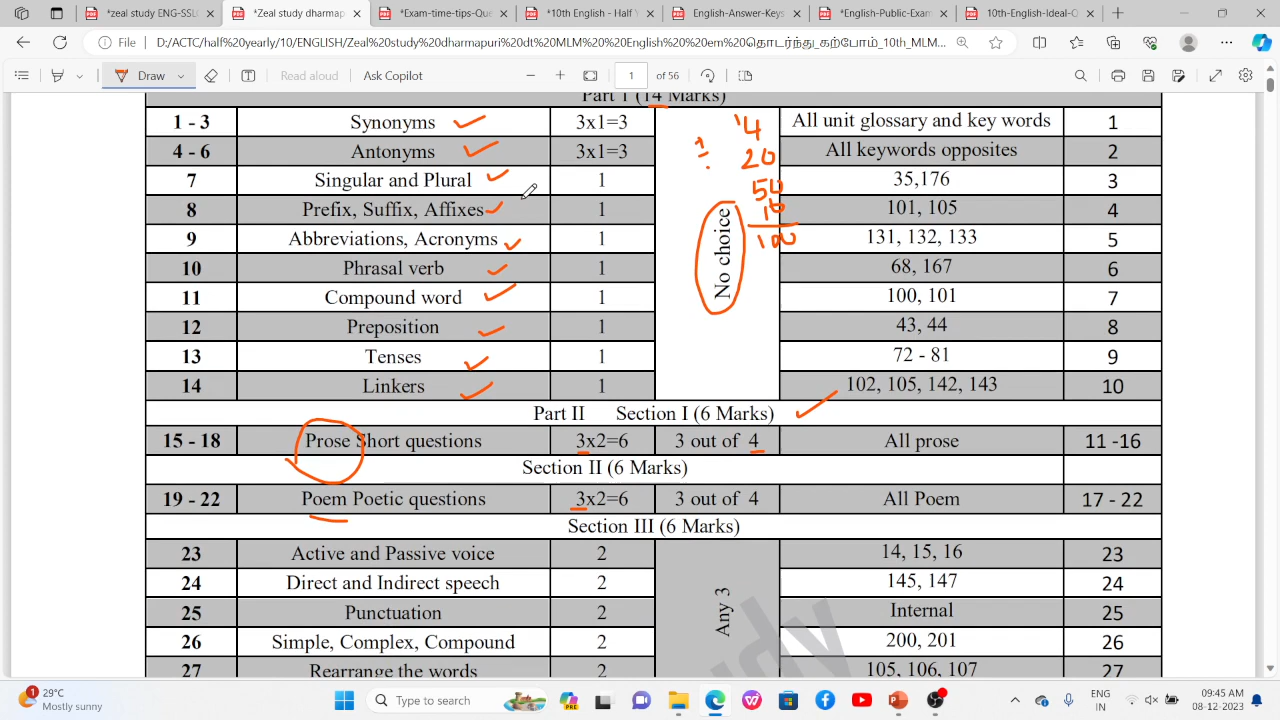 *zeal study ENG-SSL
*Zeal study dharmap
*Exam-time-tips-Que
*10th English - Half Y
English-Answer-Keys
*English-Public-Exam
10th-English-Ideal-Q
File D:/ACTC/half%20yearly/10/ENGLISH/Zeal%20study%20dharmapuri%20dt%20MLM%20%20English%20%20em%20தொடர்ந்து_கற்போம்_10th_MLM...
Draw
Read aloud
Ask Copilot
1 of 56
Part 1 (14 Marks)
1 - 3 Synonyms 3x1=3 All unit glossary and key words 1
4 - 6 Antonyms 3x1=3 All keywords opposites 2
7 Singular and Plural 1 35,176 3
8 Prefix, Suffix, Affixes 1 101, 105 4
9 Abbreviations, Acronyms 1 131, 132, 133 5
10 Phrasal verb 1 68, 167 6
11 Compound word 1 100, 101 7
12 Preposition 1 43, 44 8
13 Tenses 1 72 - 81 9
14 Linkers 1 102, 105, 142, 143 10
No choice
14
20
50
16
100
Part II Section I (6 Marks)
15 - 18 Prose Short questions 3x2=6 3 out of 4 All prose 11 -16
Section II (6 Marks)
19 - 22 Poem Poetic questions 3x2=6 3 out of 4 All Poem 17 - 22
Section III (6 Marks)
23 Active and Passive voice 2 14, 15, 16 23
24 Direct and Indirect speech 2 145, 147 24
25 Punctuation 2 Internal 25
26 Simple, Complex, Compound 2 200, 201 26
27 Rearrange the words 2 105, 106, 107 27
Any 3
29°C
Mostly sunny
Type here to search
ENG
IN
09:45 AM
08-12-2023